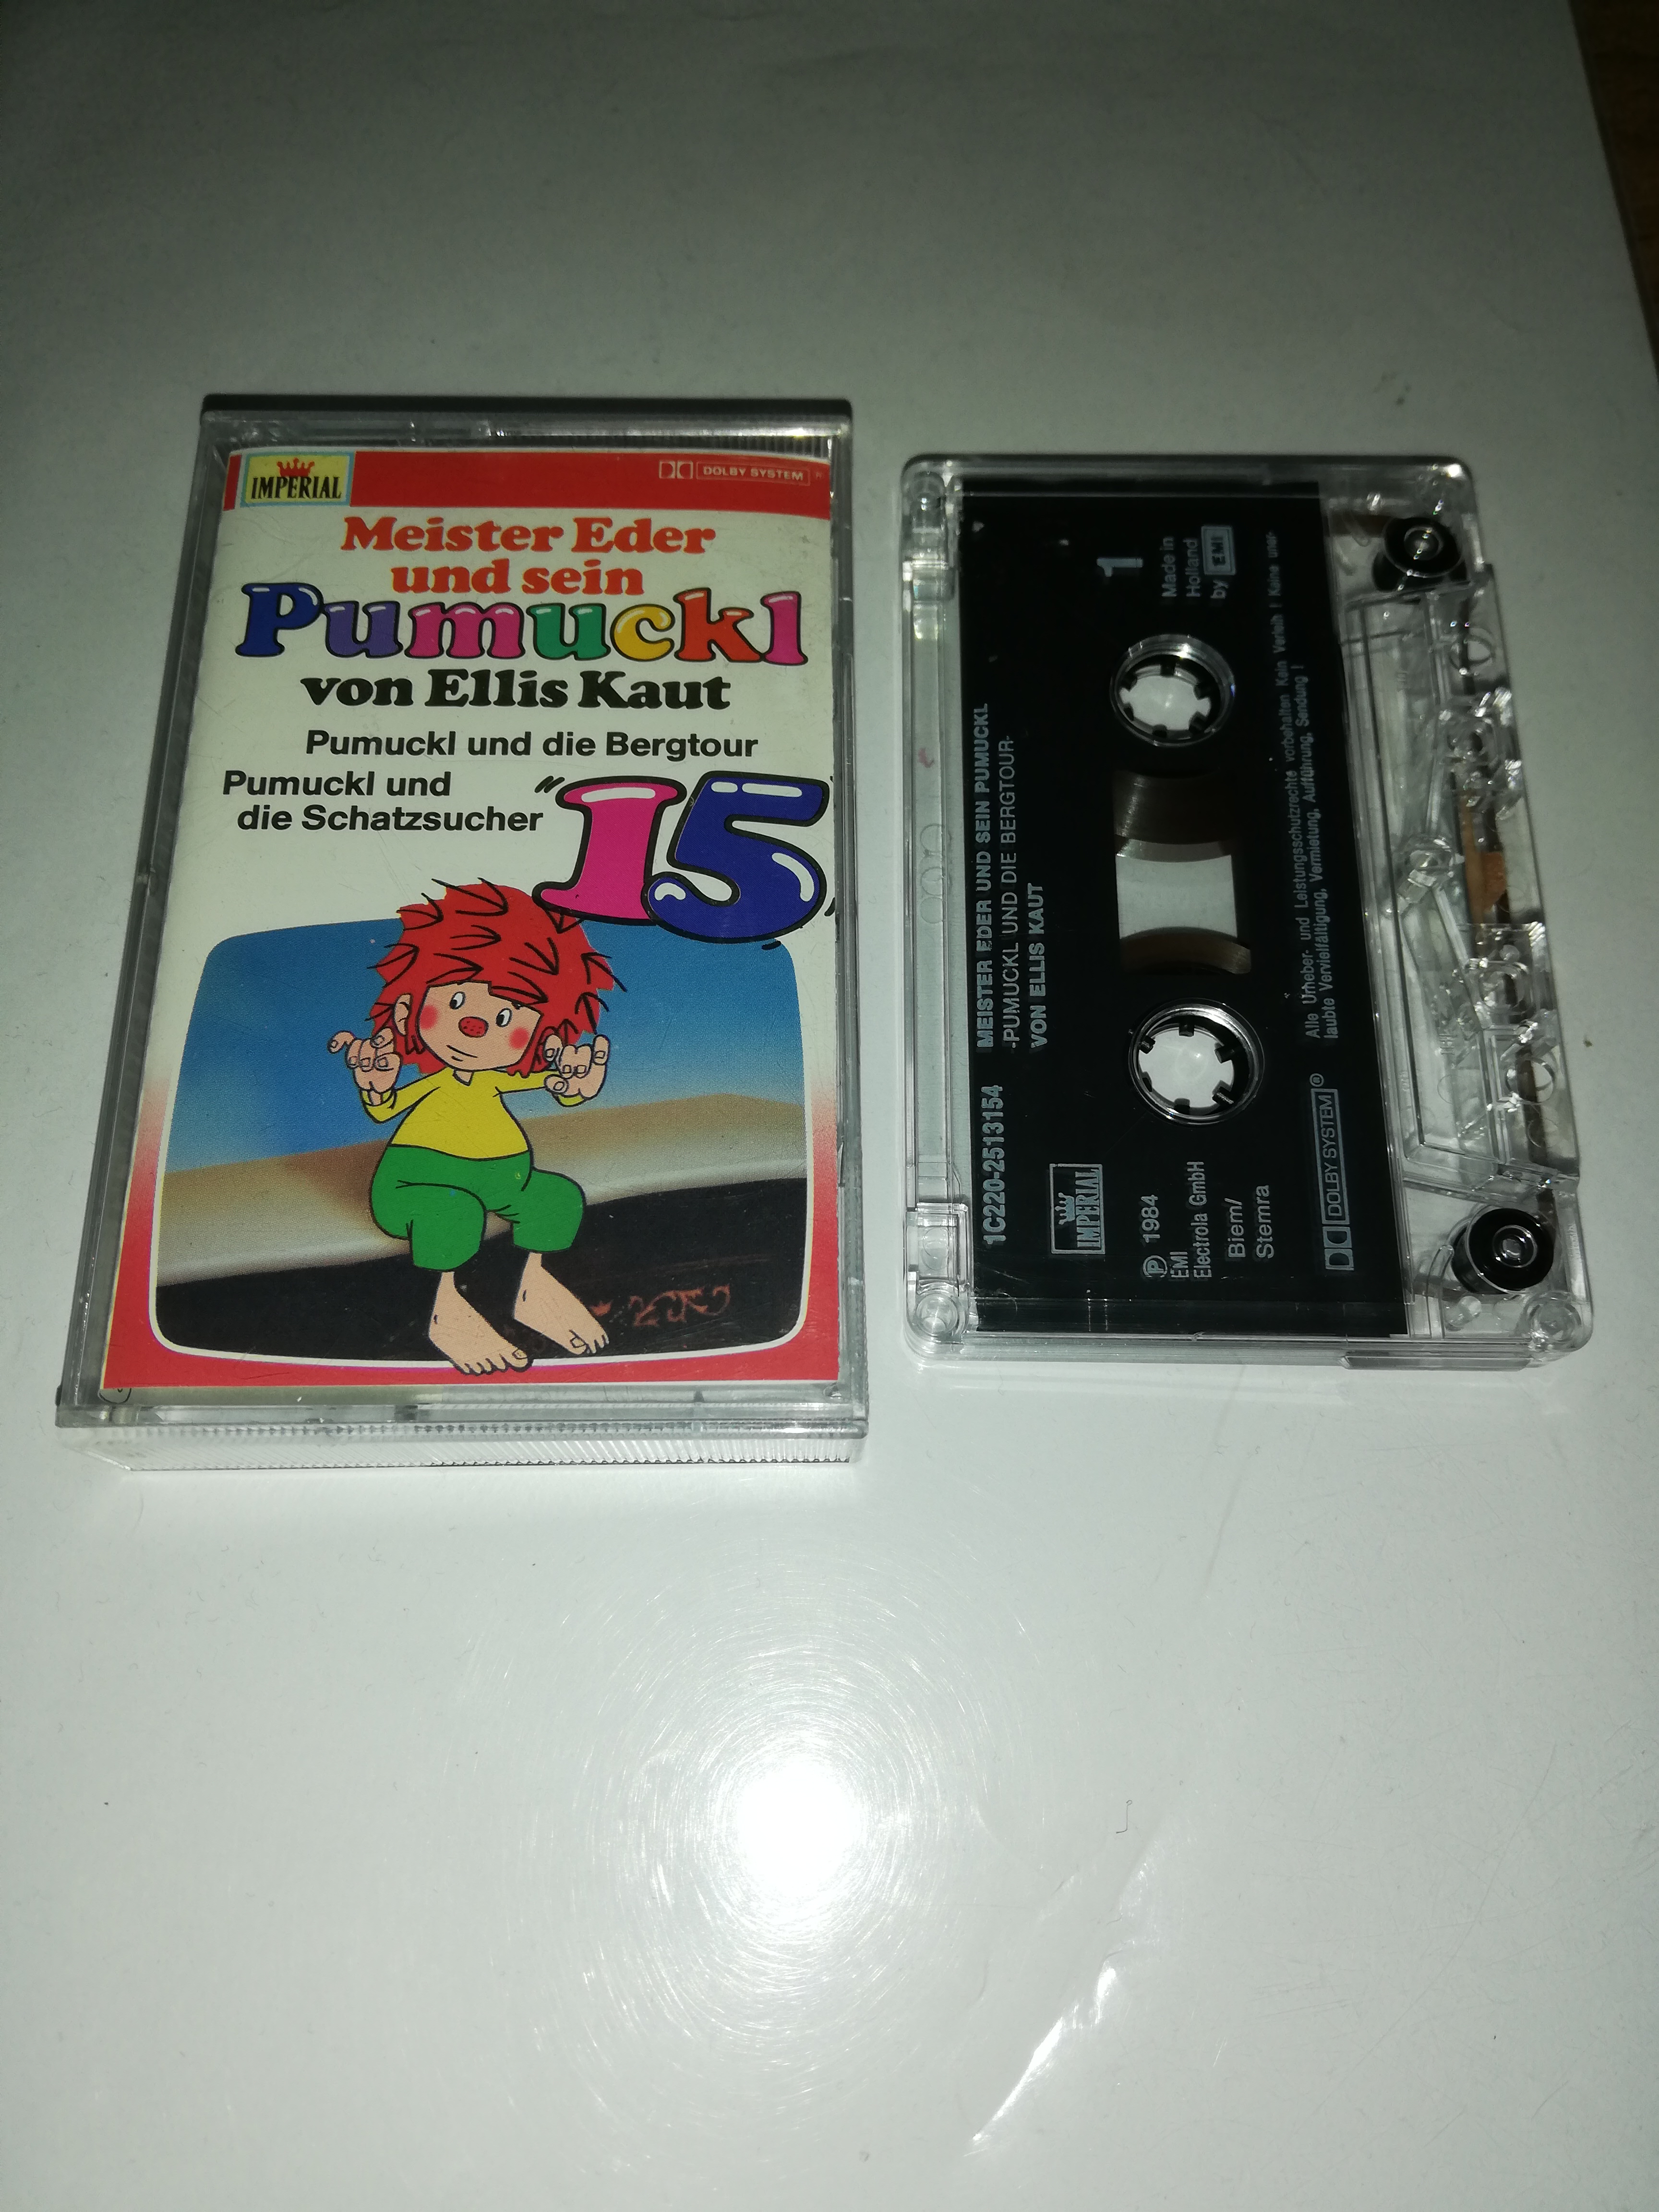 IMPERIAL
DOLBY SYSTEM
Meister Eder
und sein
Pumuckl
von Ellis Kaut
Pumuckl und die Bergtour
Pumuckl und
die Schatzsucher
"15"
1C220-2513154
MEISTER EDER UND SEIN PUMUCKL
-PUMUCKL UND DIE BERGTOUR-
VON ELLIS KAUT
IMPERIAL
1
Ⓟ 1984
EMI
Electrola GmbH
Biem/
Stemra
Made in
Holland
by EMI
DOLBY SYSTEM®
Alle Urheber- und Leistungsschutzrechte vorbehalten Kein Verleih ! Keine uner-
laubte Vervielfältigung, Vermietung, Aufführung, Sendung !